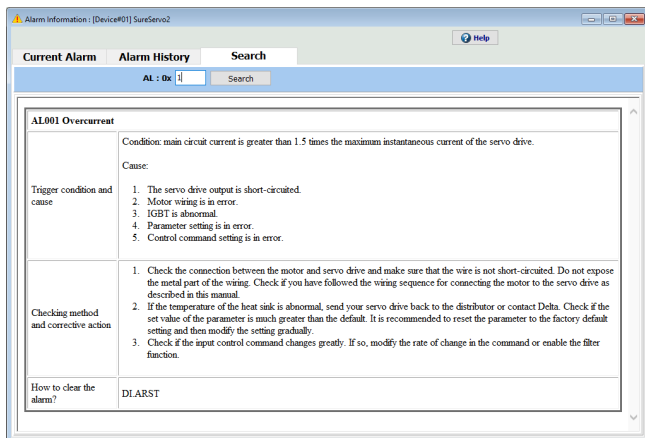 Alarm Information : [Device#01] SureServo2
Help
Current Alarm Alarm History Search
AL : 0x 1 Search
AL001 Overcurrent
Trigger condition and
cause
Condition: main circuit current is greater than 1.5 times the maximum instantaneous current of the servo drive.
Cause:
1. The servo drive output is short-circuited.
2. Motor wiring is in error.
3. IGBT is abnormal.
4. Parameter setting is in error.
5. Control command setting is in error.
Checking method
and corrective action
1. Check the connection between the motor and servo drive and make sure that the wire is not short-circuited. Do not expose
the metal part of the wiring. Check if you have followed the wiring sequence for connecting the motor to the servo drive as
described in this manual.
2. If the temperature of the heat sink is abnormal, send your servo drive back to the distributor or contact Delta. Check if the
set value of the parameter is much greater than the default. It is recommended to reset the parameter to the factory default
setting and then modify the setting gradually.
3. Check if the input control command changes greatly. If so, modify the rate of change in the command or enable the filter
function.
How to clear the
alarm?
DI.ARST